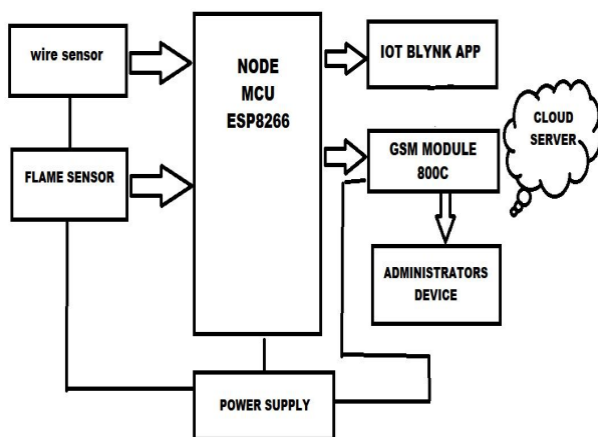 wire sensor
NODE
MCU
ESP8266
IOT BLYNK APP
CLOUD
SERVER
FLAME SENSOR
GSM MODULE
800C
ADMINISTRATORS
DEVICE
POWER SUPPLY